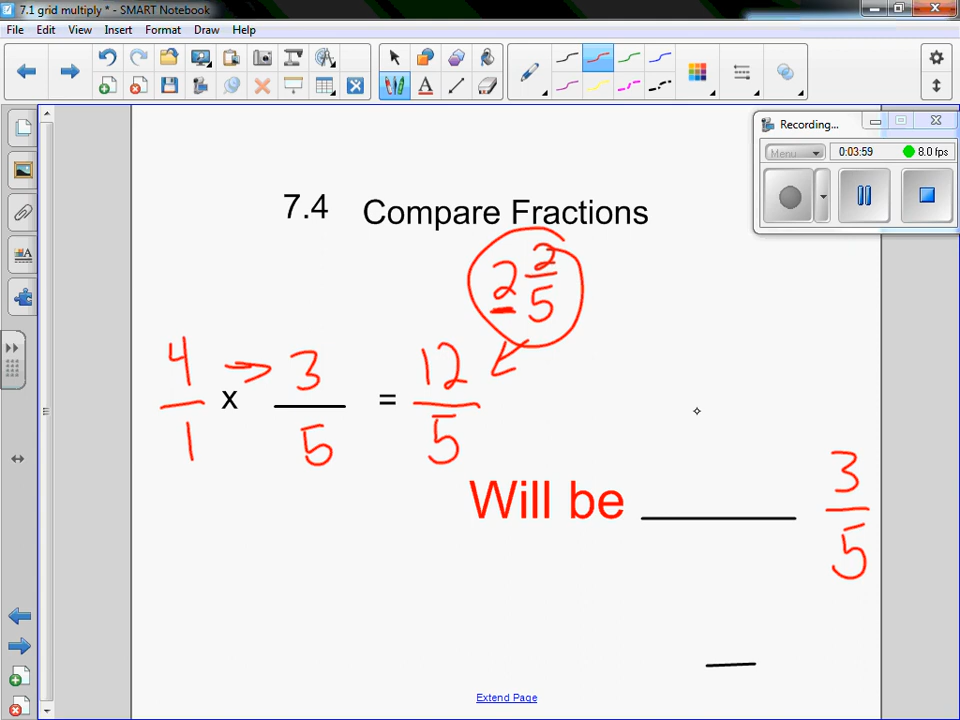 7.1 grid multiply * - SMART Notebook
File Edit View Insert Format Draw Help
Recording...
Menu 0:03:59 8.0 fps
7.4 Compare Fractions
2 2/5
4/1 x 3/5 = 12/5
Will be ______ 3/5
Extend Page